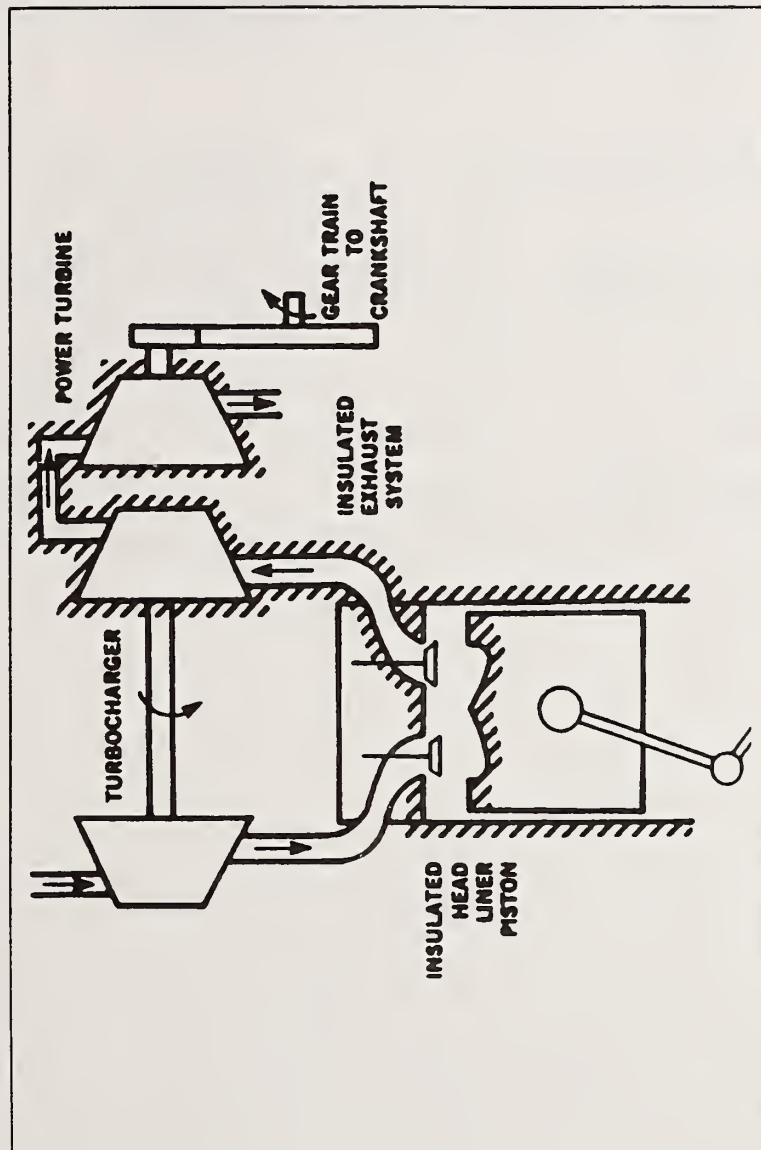 TURBOCHARGER
POWER TURBINE
GEAR TRAIN
TO
CRANKSHAFT
INSULATED
EXHAUST
SYSTEM
INSULATED
HEAD
LINER
PISTON